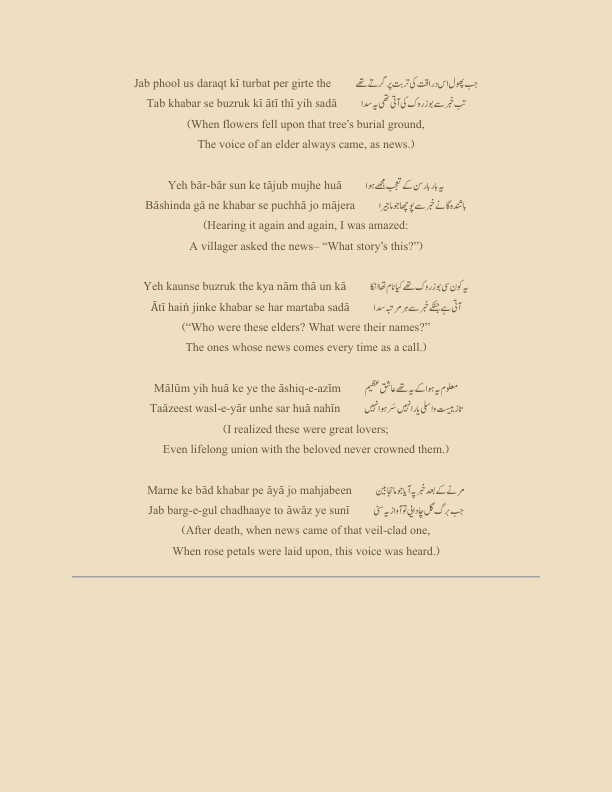 Jab phool us daraqt kī turbat per girte the جب پھول اس دراقت کی تربت پر گرتے تھے
Tab khabar se buzruk kī ātī thī yih sadā تب خبر سے بوزروک کی آتی تھی یہ سدا
(When flowers fell upon that tree’s burial ground,
The voice of an elder always came, as news.)
Yeh bār-bār sun ke tājub mujhe huā یہ بار بار سن کے تعجب مجھے ہوا
Bāshinda gā ne khabar se puchhā jo mājera باشندہ گا نے خبر سے پوچھا جو ماجیرا
(Hearing it again and again, I was amazed:
A villager asked the news– “What story’s this?”)
Yeh kaunse buzruk the kya nām thā un kā یہ کون سی بوزروک تھے کیا نام تھا انکا
Ātī haiṅ jinke khabar se har martaba sadā آتی ہے جنکے خبر سے ہر مرتبہ سدا
(“Who were these elders? What were their names?”
The ones whose news comes every time as a call.)
Mālūm yih huā ke ye the āshiq-e-azīm معلوم یہ ہوا کے یہ تھے عاشق عظیم
Taāzeest wasl-e-yār unhe sar huā nahīn تازیست واسلی یار انہیں سَر ہوا نہیں
(I realized these were great lovers;
Even lifelong union with the beloved never crowned them.)
Marne ke bād khabar pe āyā jo mahjabeen مرنے کے بعد خبر پہ آیا جو ماہجابین
Jab barg-e-gul chadhaaye to āwāz ye sunī جب برگ گل چادایی تو آواز یہ سنی
(After death, when news came of that veil-clad one,
When rose petals were laid upon, this voice was heard.)